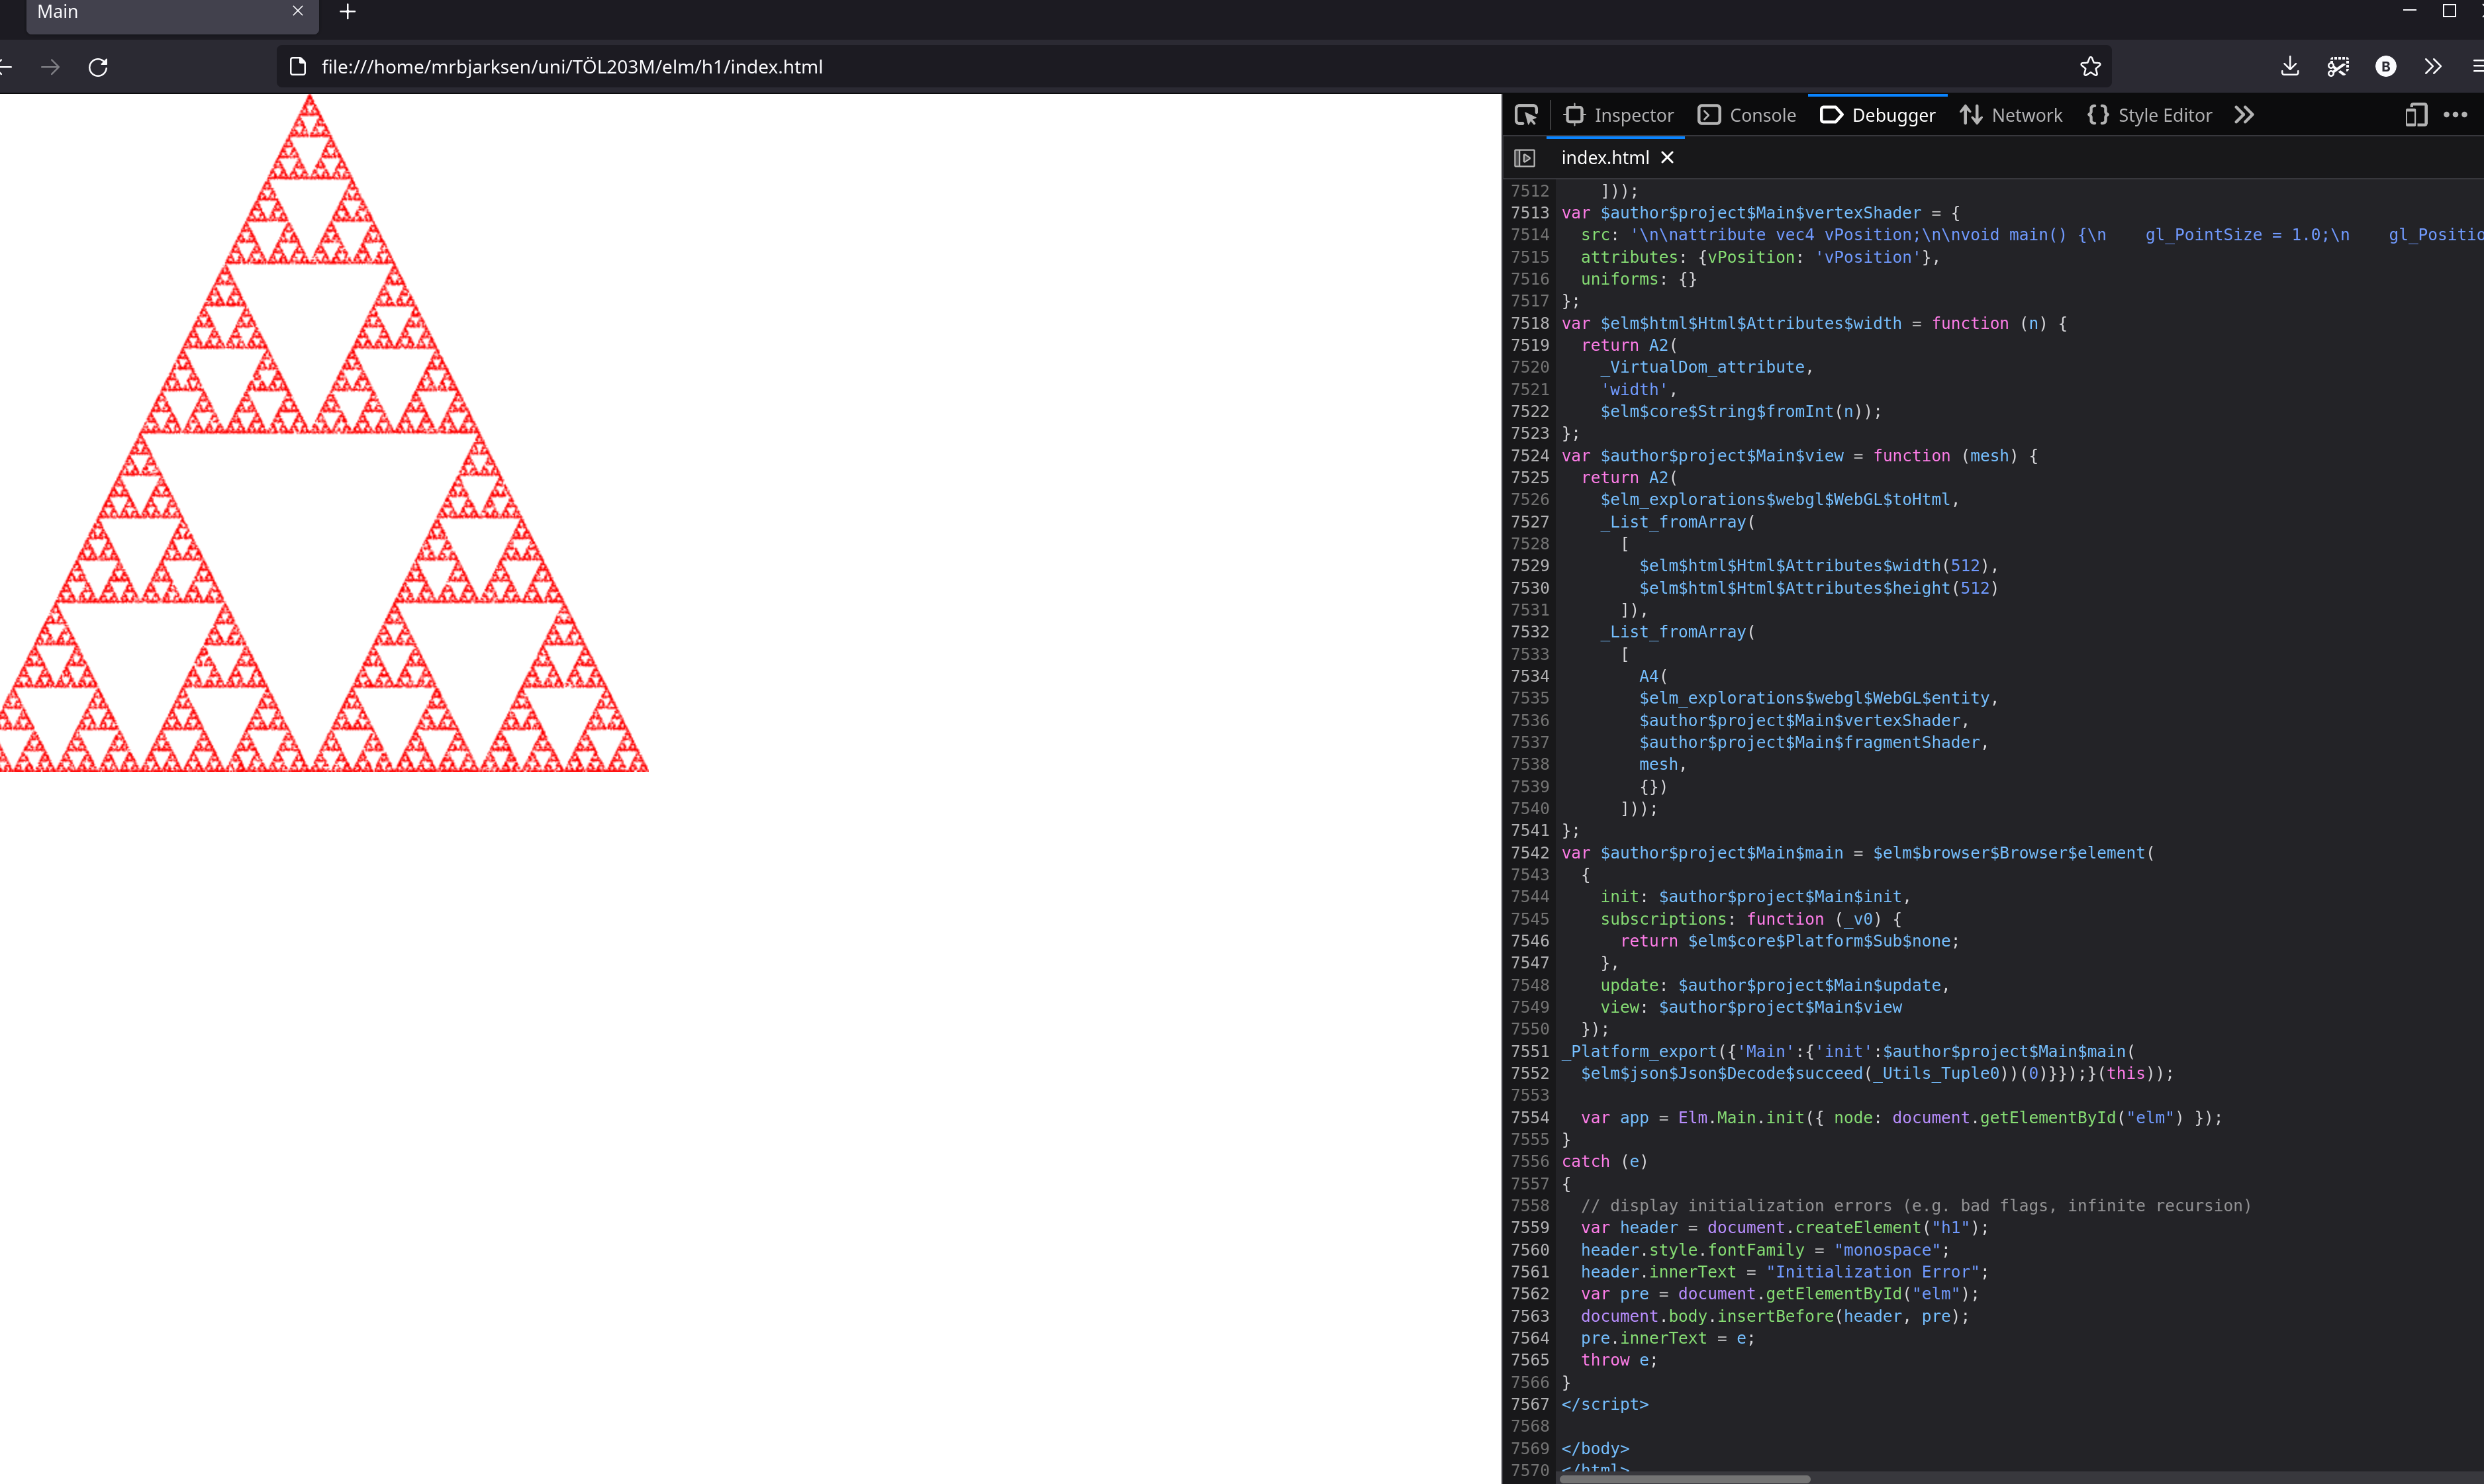 Main
file:///home/mrbjarksen/uni/TÖL203M/elm/h1/index.html
B
Inspector Console Debugger Network Style Editor
index.html
7512     ]));
7513 var $author$project$Main$vertexShader = {
7514   src: '\n\nattribute vec4 vPosition;\n\nvoid main() {\n    gl_PointSize = 1.0;\n    gl_Positio
7515   attributes: {vPosition: 'vPosition'},
7516   uniforms: {}
7517 };
7518 var $elm$html$Html$Attributes$width = function (n) {
7519   return A2(
7520     _VirtualDom_attribute,
7521     'width',
7522     $elm$core$String$fromInt(n));
7523 };
7524 var $author$project$Main$view = function (mesh) {
7525   return A2(
7526     $elm_explorations$webgl$WebGL$toHtml,
7527     _List_fromArray(
7528       [
7529         $elm$html$Html$Attributes$width(512),
7530         $elm$html$Html$Attributes$height(512)
7531       ]),
7532     _List_fromArray(
7533       [
7534         A4(
7535         $elm_explorations$webgl$WebGL$entity,
7536         $author$project$Main$vertexShader,
7537         $author$project$Main$fragmentShader,
7538         mesh,
7539         {})
7540       ]));
7541 };
7542 var $author$project$Main$main = $elm$browser$Browser$element(
7543   {
7544     init: $author$project$Main$init,
7545     subscriptions: function (_v0) {
7546       return $elm$core$Platform$Sub$none;
7547     },
7548     update: $author$project$Main$update,
7549     view: $author$project$Main$view
7550   });
7551 _Platform_export({'Main':{'init':$author$project$Main$main(
7552   $elm$json$Json$Decode$succeed(_Utils_Tuple0))(0)}});}(this));
7553
7554   var app = Elm.Main.init({ node: document.getElementById("elm") });
7555 }
7556 catch (e)
7557 {
7558   // display initialization errors (e.g. bad flags, infinite recursion)
7559   var header = document.createElement("h1");
7560   header.style.fontFamily = "monospace";
7561   header.innerText = "Initialization Error";
7562   var pre = document.getElementById("elm");
7563   document.body.insertBefore(header, pre);
7564   pre.innerText = e;
7565   throw e;
7566 }
7567 </script>
7568
7569 </body>
7570 </html>